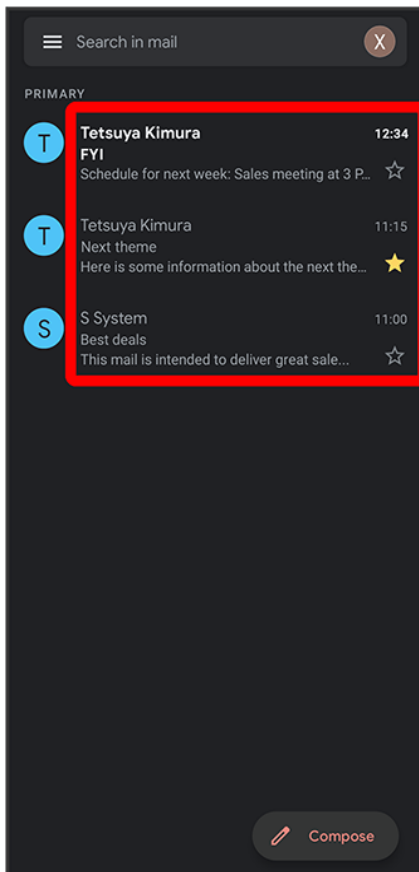 Search in mail
X
PRIMARY
T
Tetsuya Kimura 12:34
FYI
Schedule for next week: Sales meeting at 3 P...
T
Tetsuya Kimura 11:15
Next theme
Here is some information about the next the...
S
S System 11:00
Best deals
This mail is intended to deliver great sale...
Compose